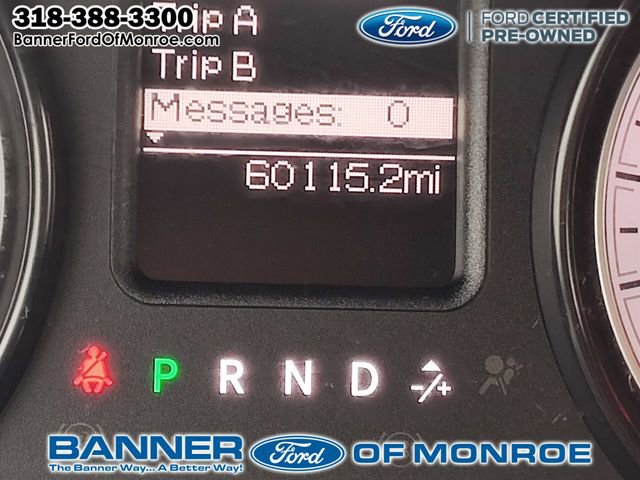 318-388-3300
BannerFordOfMonroe.com
Ford
FORD CERTIFIED
PRE-OWNED
Trip A
Trip B
Messages: 0
60115.2mi
P R N D -/+
BANNER Ford OF MONROE
The Banner Way... A Better Way!